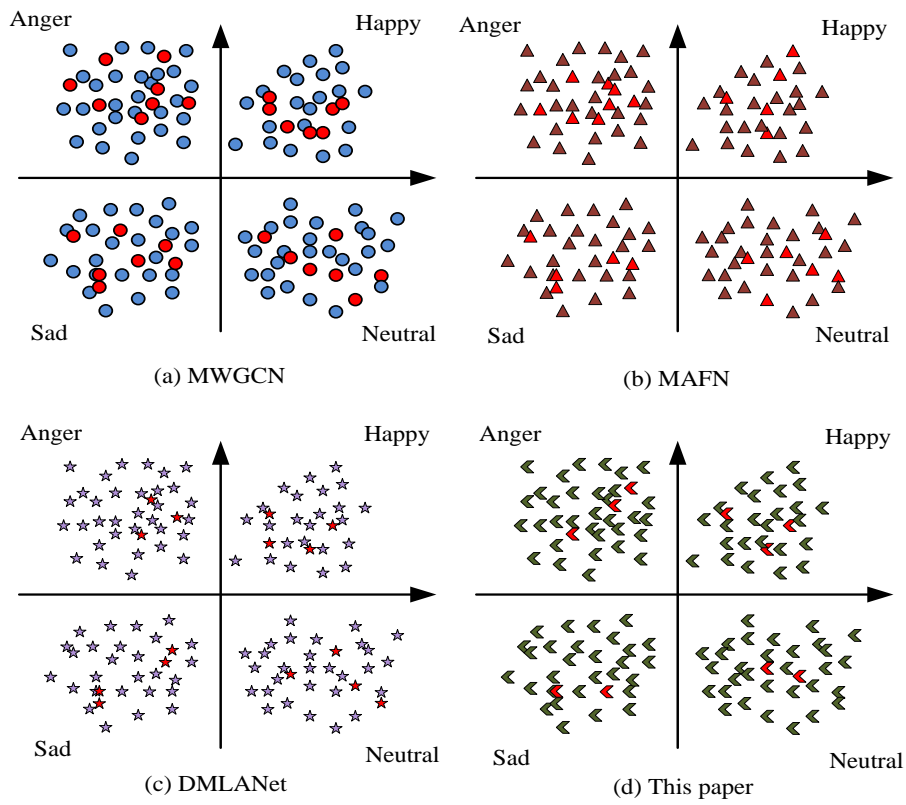 Anger
Happy
Sad
Neutral
(a) MWGCN
Anger
Happy
Sad
Neutral
(b) MAFN
Anger
Happy
Sad
Neutral
(c) DMLANet
Anger
Happy
Sad
Neutral
(d) This paper